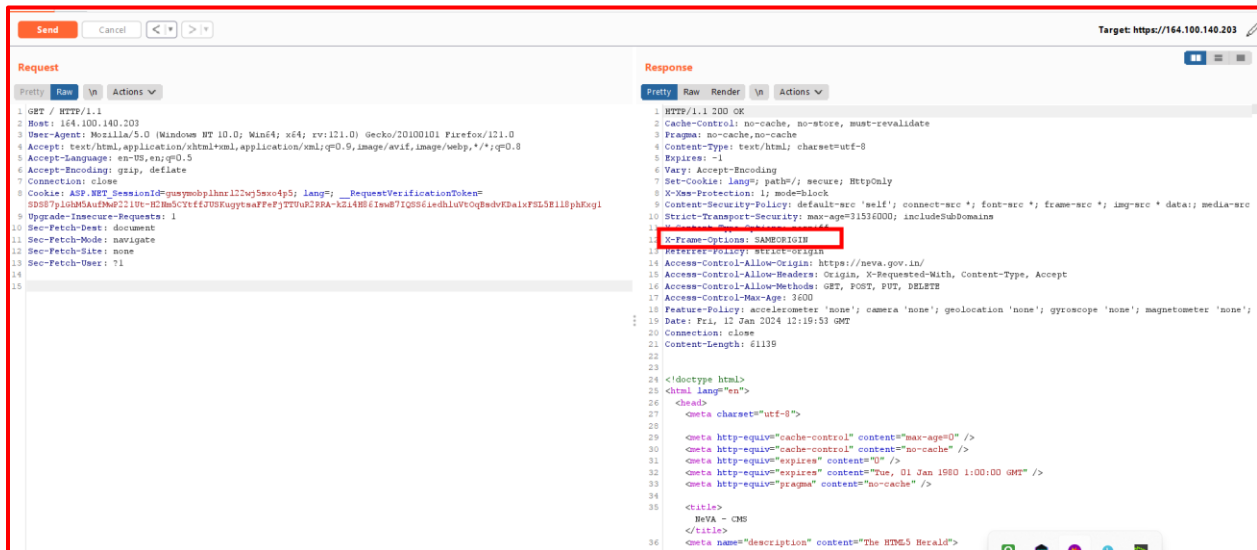 Send Cancel < > Target: https://164.100.140.203
Request
Pretty Raw \n Actions
1 GET / HTTP/1.1
2 Host: 164.100.140.203
3 User-Agent: Mozilla/5.0 (Windows NT 10.0; Win64; x64; rv:121.0) Gecko/20100101 Firefox/121.0
4 Accept: text/html,application/xhtml+xml,application/xml;q=0.9,image/avif,image/webp,*/*;q=0.8
5 Accept-Language: en-US,en;q=0.5
6 Accept-Encoding: gzip, deflate
7 Connection: close
8 Cookie: ASP.NET_SessionId= lang=; __RequestVerificationToken=
9 Upgrade-Insecure-Requests: 1
10 Sec-Fetch-Dest: document
11 Sec-Fetch-Mode: navigate
12 Sec-Fetch-Site: none
13 Sec-Fetch-User: ?1
14
15
Response
Pretty Raw Render \n Actions
1 HTTP/1.1 200 OK
2 Cache-Control: no-cache, no-store, must-revalidate
3 Pragma: no-cache,no-cache
4 Content-Type: text/html; charset=utf-8
5 Expires: -1
6 Vary: Accept-Encoding
7 Set-Cookie: lang=; path=/; secure; HttpOnly
8 X-Xss-Protection: 1; mode=block
9 Content-Security-Policy: default-src 'self'; connect-src *; font-src *; frame-src *; img-src * data:; media-src
10 Strict-Transport-Security: max-age=31536000; includeSubDomains
11 X-Content-Type-Options: nosniff
12 X-Frame-Options: SAMEORIGIN
13 Referrer-Policy: strict-origin
14 Access-Control-Allow-Origin: https://neva.gov.in/
15 Access-Control-Allow-Headers: Origin, X-Requested-With, Content-Type, Accept
16 Access-Control-Allow-Methods: GET, POST, PUT, DELETE
17 Access-Control-Max-Age: 3600
18 Feature-Policy: accelerometer 'none'; camera 'none'; geolocation 'none'; gyroscope 'none'; magnetometer 'none';
19 Date: Fri, 12 Jan 2024 12:19:53 GMT
20 Connection: close
21 Content-Length: 61139
22
23
24 <!doctype html>
25 <html lang="en">
26 <head>
27 <meta charset="utf-8">
28
29 <meta http-equiv="cache-control" content="max-age=0" />
30 <meta http-equiv="cache-control" content="no-cache" />
31 <meta http-equiv="expires" content="0" />
32 <meta http-equiv="expires" content="Tue, 01 Jan 1980 1:00:00 GMT" />
33 <meta http-equiv="pragma" content="no-cache" />
34
35 <title>
NeVA - CMS
</title>
36 <meta name="description" content="The HTML5 Herald">